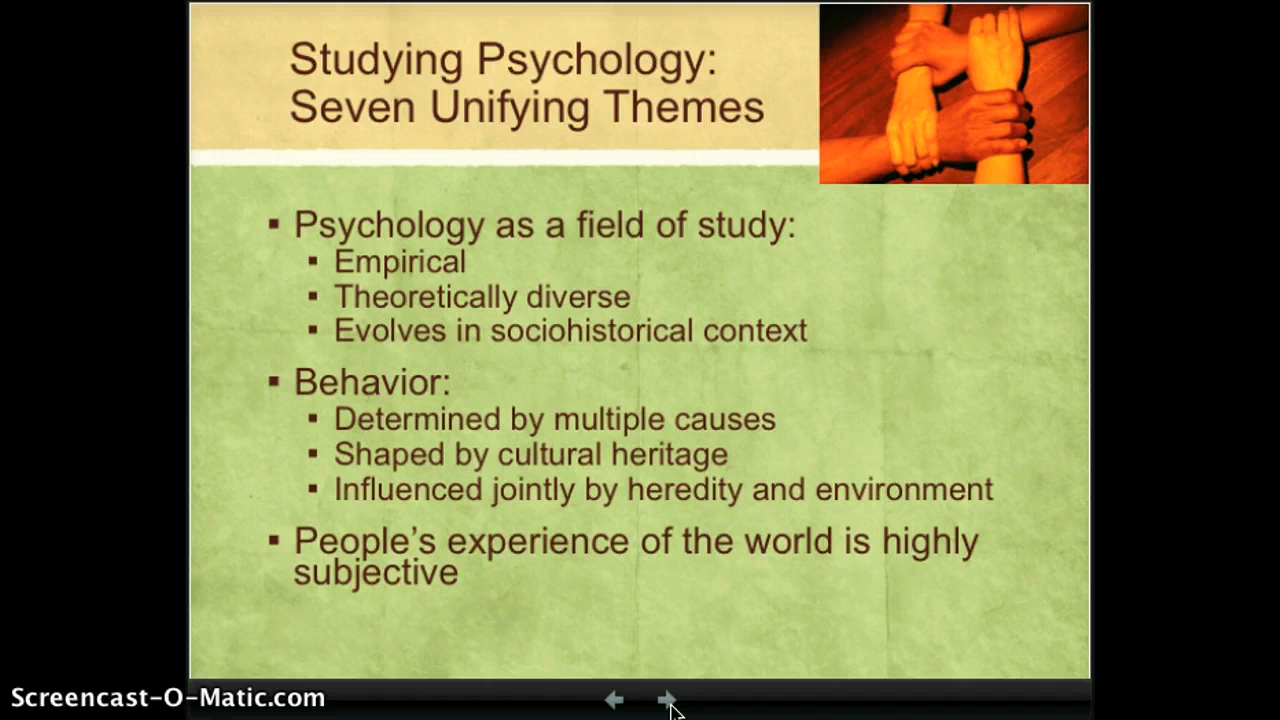 Studying Psychology:
Seven Unifying Themes
▪ Psychology as a field of study:
▪ Empirical
▪ Theoretically diverse
▪ Evolves in sociohistorical context
▪ Behavior:
▪ Determined by multiple causes
▪ Shaped by cultural heritage
▪ Influenced jointly by heredity and environment
▪ People’s experience of the world is highly
subjective
Screencast-O-Matic.com